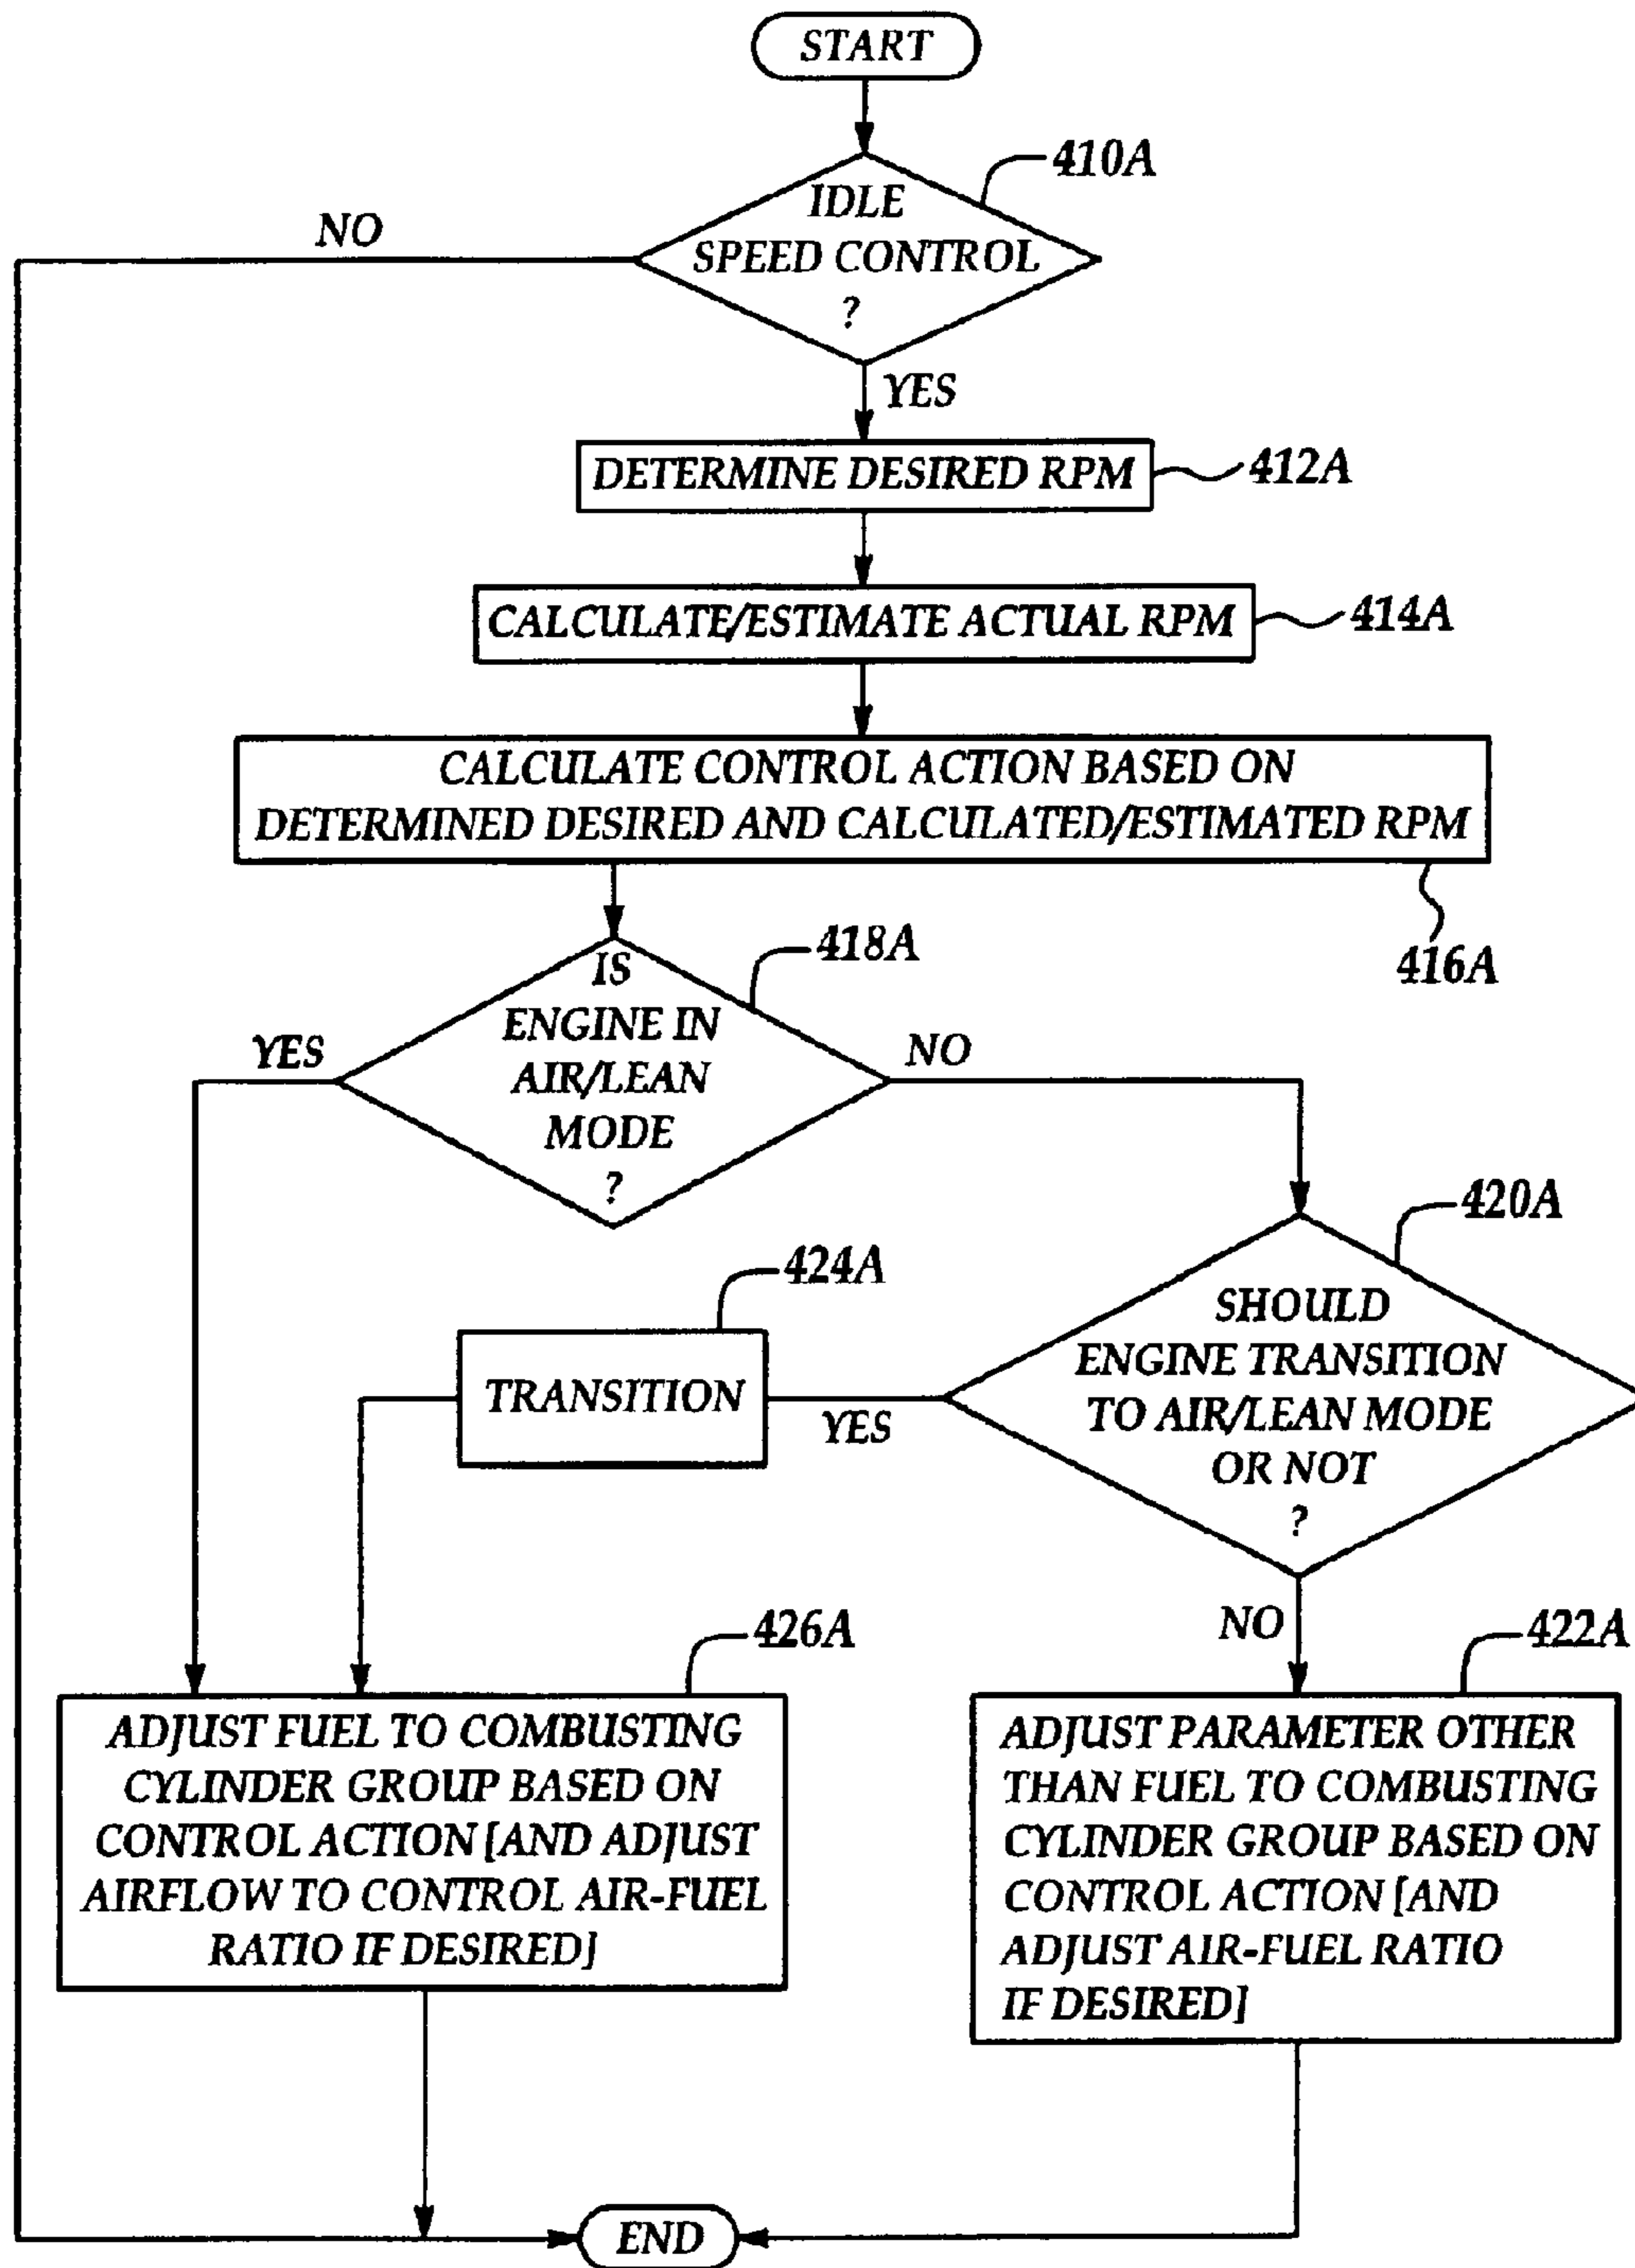 START
410A
IDLE
SPEED CONTROL
?
NO
YES
DETERMINE DESIRED RPM
412A
CALCULATE/ESTIMATE ACTUAL RPM
414A
CALCULATE CONTROL ACTION BASED ON
DETERMINED DESIRED AND CALCULATED/ESTIMATED RPM
416A
418A
IS
ENGINE IN
AIR/LEAN
MODE
?
YES
NO
420A
SHOULD
ENGINE TRANSITION
TO AIR/LEAN MODE
OR NOT
?
424A
TRANSITION
YES
NO
426A
ADJUST FUEL TO COMBUSTING
CYLINDER GROUP BASED ON
CONTROL ACTION [AND ADJUST
AIRFLOW TO CONTROL AIR-FUEL
RATIO IF DESIRED]
422A
ADJUST PARAMETER OTHER
THAN FUEL TO COMBUSTING
CYLINDER GROUP BASED ON
CONTROL ACTION [AND
ADJUST AIR-FUEL RATIO
IF DESIRED]
END